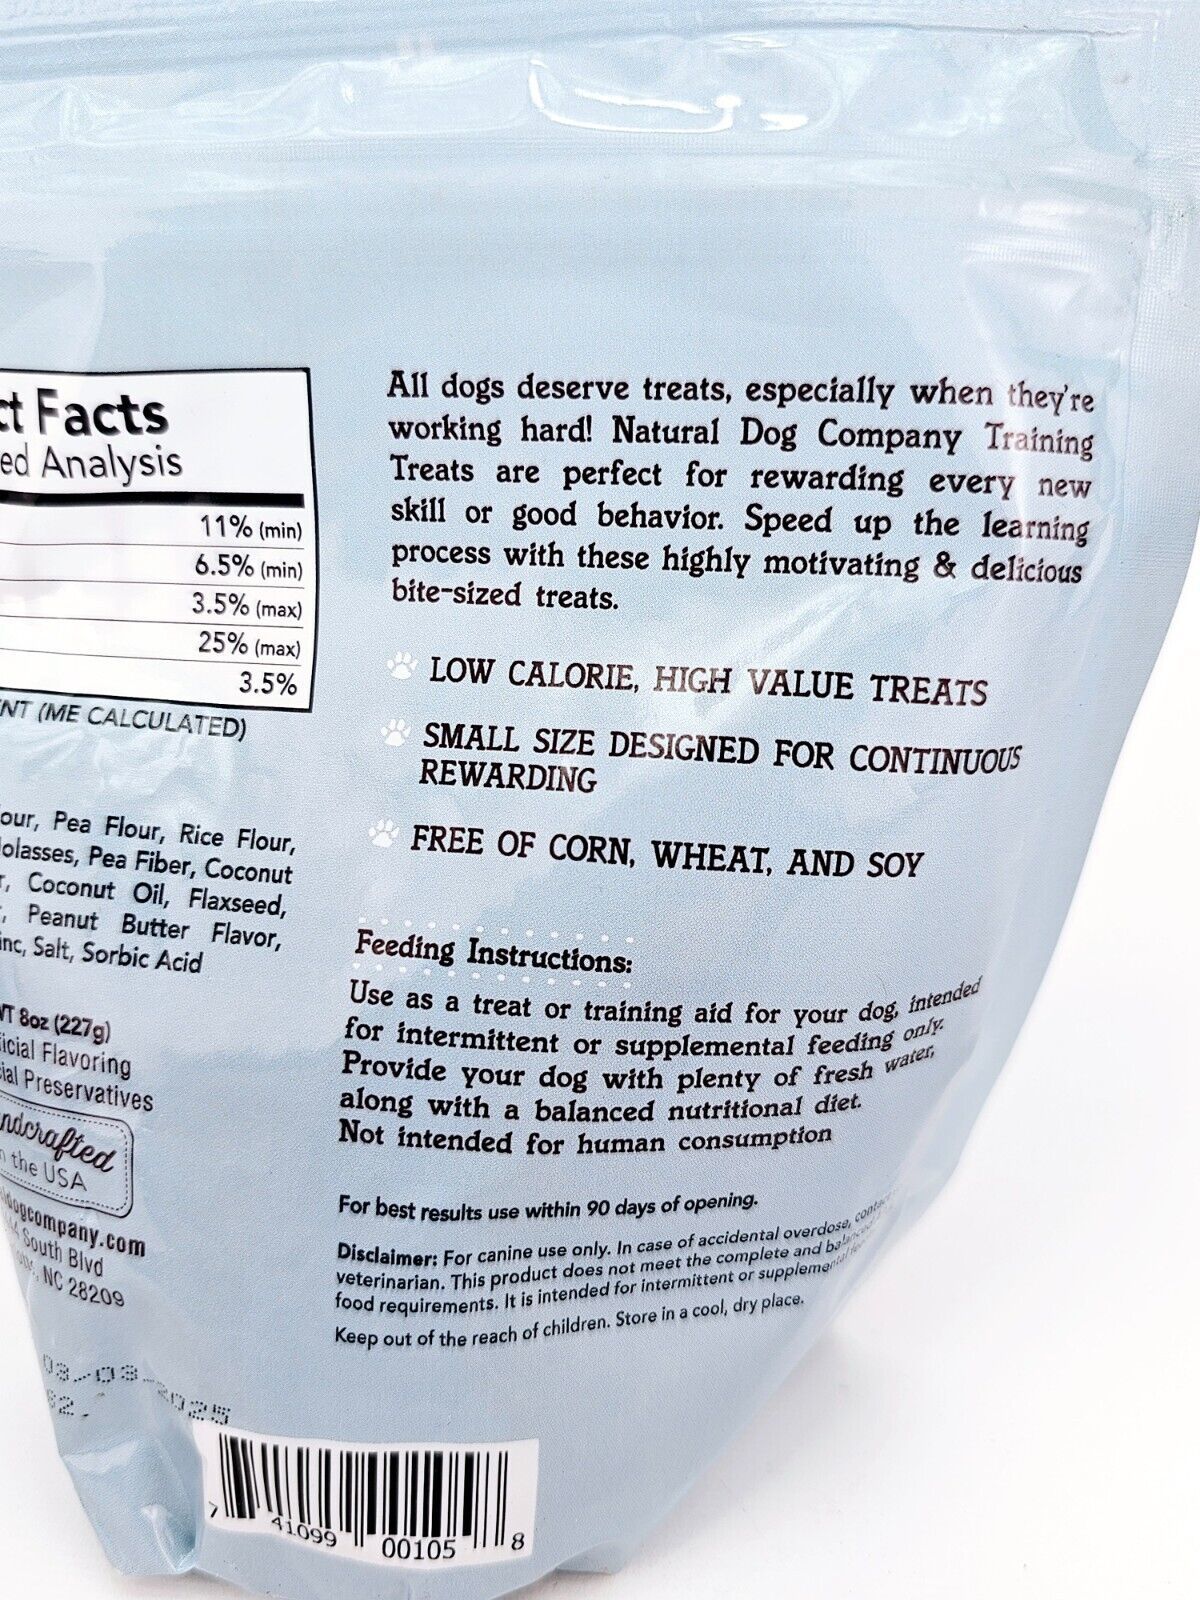 ct Facts
ed Analysis
11% (min)
6.5% (min)
3.5% (max)
25% (max)
3.5%
NT (ME CALCULATED)
our, Pea Flour, Rice Flour,
olasses, Pea Fiber, Coconut
r, Coconut Oil, Flaxseed,
, Peanut Butter Flavor,
inc, Salt, Sorbic Acid
WT 8oz (227g)
icial Flavoring
ial Preservatives
ndcrafted
n the USA
ldogcompany.com
South Blvd
NC 28209
03/03/2025
62.
All dogs deserve treats, especially when they're
working hard! Natural Dog Company Training
Treats are perfect for rewarding every new
skill or good behavior. Speed up the learning
process with these highly motivating & delicious
bite-sized treats.
LOW CALORIE, HIGH VALUE TREATS
SMALL SIZE DESIGNED FOR CONTINUOUS
REWARDING
FREE OF CORN, WHEAT, AND SOY
Feeding Instructions:
Use as a treat or training aid for your dog, intended
for intermittent or supplemental feeding only.
Provide your dog with plenty of fresh water,
along with a balanced nutritional diet.
Not intended for human consumption
For best results use within 90 days of opening.
Disclaimer: For canine use only. In case of accidental overdose, contact
veterinarian. This product does not meet the complete and balanced
food requirements. It is intended for intermittent or supplemental
Keep out of the reach of children. Store in a cool, dry place.
7 41099 00105 8